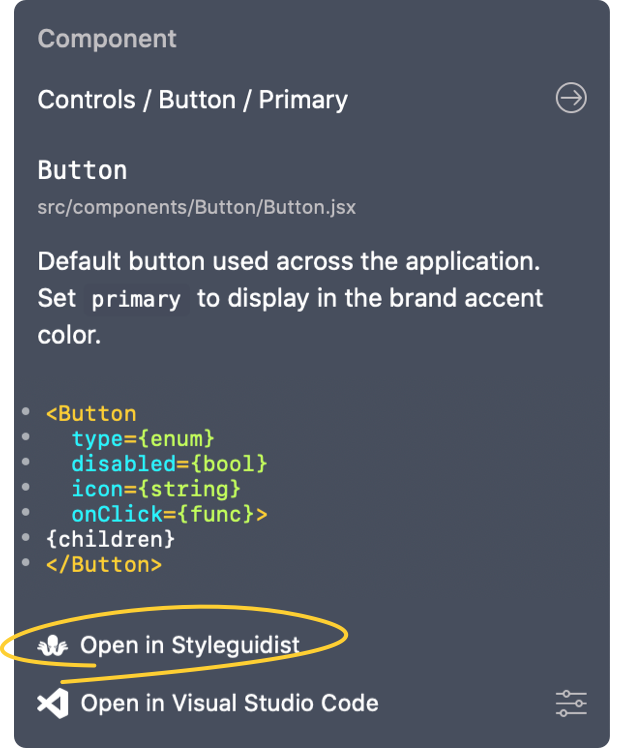 Component
Controls / Button / Primary
Button
src/components/Button/Button.jsx
Default button used across the application.
Set primary to display in the brand accent
color.
<Button
type={enum}
disabled={bool}
icon={string}
onClick={func}>
{children}
</Button>
Open in Styleguidist
Open in Visual Studio Code